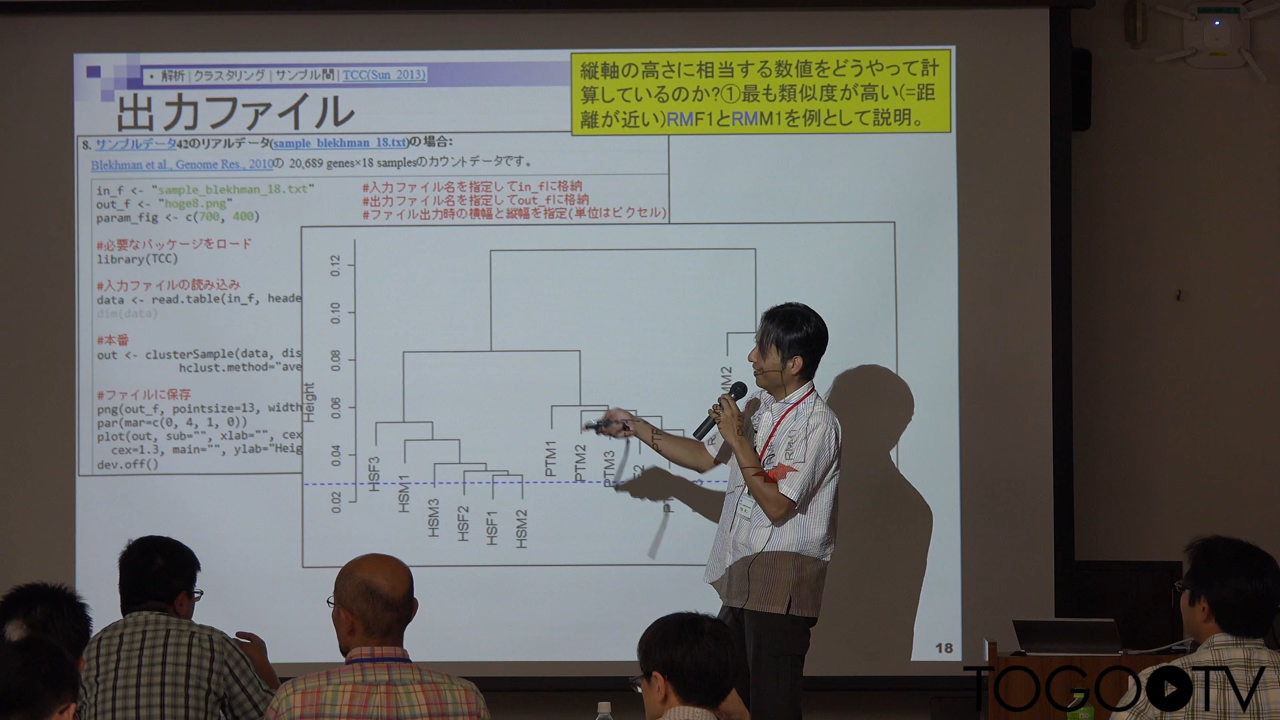 ・解析 | クラスタリング | サンプル間 | TCC(Sun_2013)
出力ファイル
縦軸の高さに相当する数値をどうやって計
算しているのか?①最も類似度が高い(=距
離が近い)RMF1とRMM1を例として説明。
8. サンプルデータ42のリアルデータ(sample_blekhman_18.txt)の場合:
Blekhman et al., Genome Res., 2010の 20,689 genes×18 samplesのカウントデータです。
in_f <- "sample_blekhman_18.txt" #入力ファイル名を指定してin_fに格納
out_f <- "hoge8.png" #出力ファイル名を指定してout_fに格納
param_fig <- c(700, 400) #ファイル出力時の横幅と縦幅を指定(単位はピクセル)
#必要なパッケージをロード
library(TCC)
#入力ファイルの読み込み
data <- read.table(in_f, heade
dim(data)
#本番
out <- clusterSample(data, dis
hclust.method="ave
#ファイルに保存
png(out_f, pointsize=13, width
par(mar=c(0, 4, 1, 0))
plot(out, sub="", xlab="", cex
cex=1.3, main="", ylab="Heig
dev.off()
Height
0.12
0.10
0.08
0.06
0.04
0.02
HSF3
HSM1
HSM3
HSF2
HSF1
HSM2
PTM1
PTM2
PTM3
MM2
18
TOGOTV